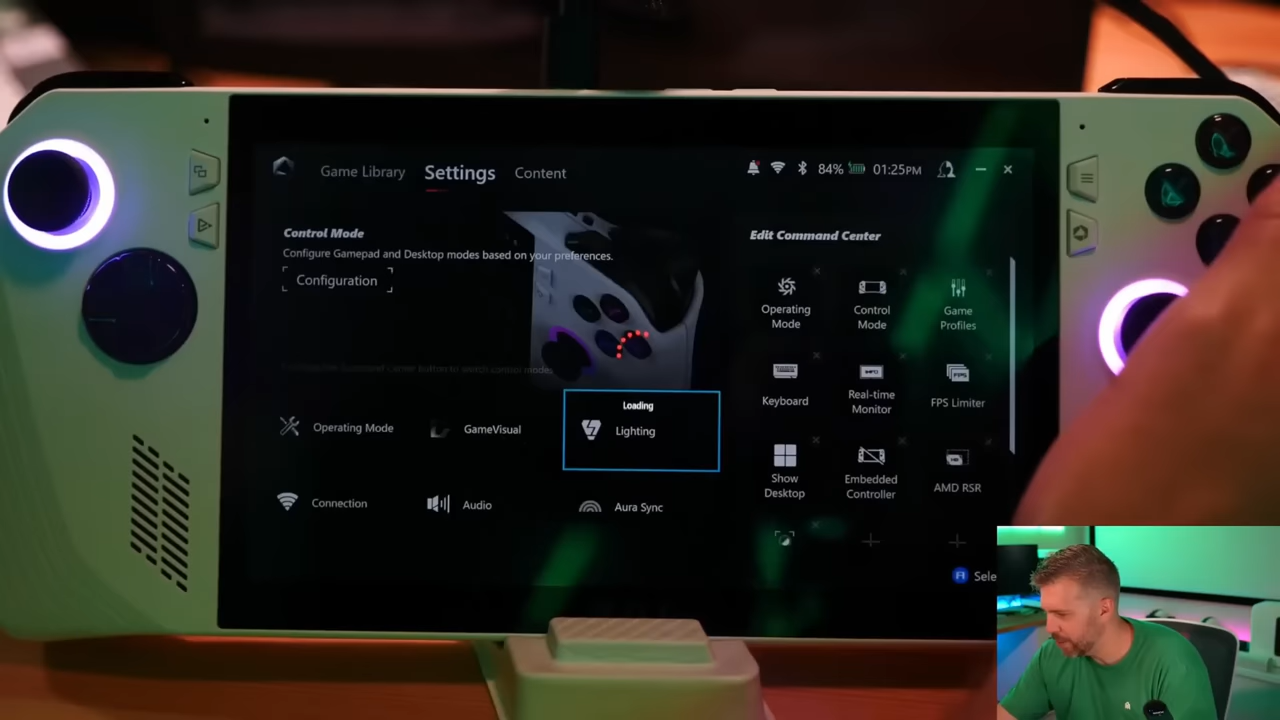 Game Library
Settings
Content
84%
01:25PM
Control Mode
Configure Gamepad and Desktop modes based on your preferences.
Configuration
Operating Mode
GameVisual
Loading
Lighting
Connection
Audio
Aura Sync
Edit Command Center
Operating
Mode
Control
Mode
Game
Profiles
Keyboard
Real-time
Monitor
FPS
FPS Limiter
Show
Desktop
Embedded
Controller
AMD RSR
A
Sele